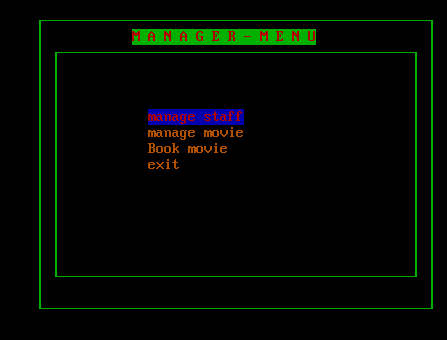 M A N A G E R - M E N U
manage staff
manage movie
Book movie
exit